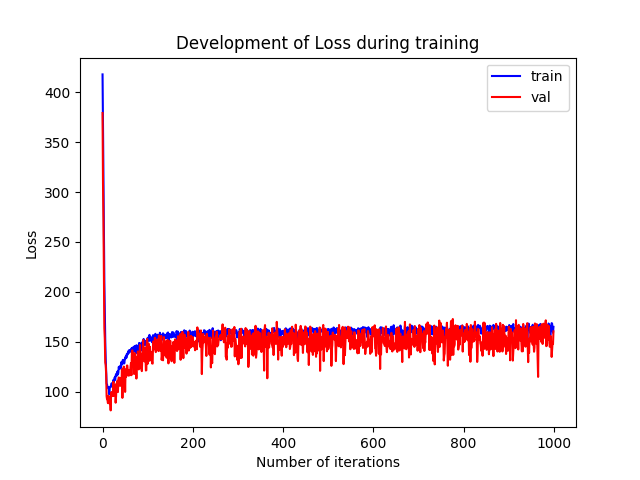 Development of Loss during training
train
val
400
350
300
250
200
150
100
Loss
0
200
400
600
800
1000
Number of iterations